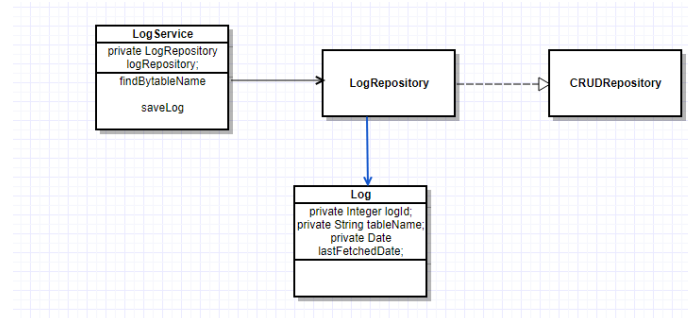 LogService
private LogRepository
logRepository;
findBytableName
saveLog
LogRepository
CRUDRepository
Log
private Integer logId;
private String tableName;
private Date
lastFetchedDate;